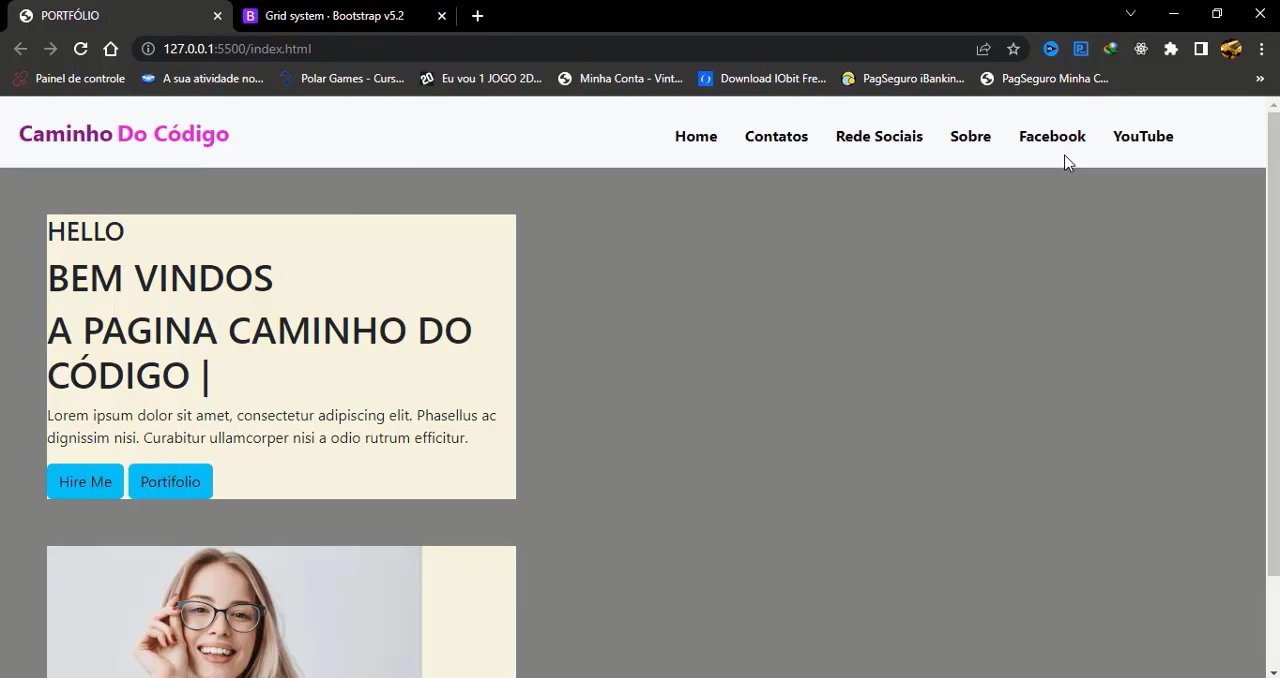 PORTFÓLIO
Grid system · Bootstrap v5.2
127.0.0.1:5500/index.html
Painel de controle
A sua atividade no...
Polar Games - Curs...
Eu vou 1 JOGO 2D...
Minha Conta - Vint...
Download IObit Fre...
PagSeguro iBankin...
PagSeguro Minha C...
Caminho Do Código
Home Contatos Rede Sociais Sobre Facebook YouTube
HELLO
BEM VINDOS
A PAGINA CAMINHO DO
CÓDIGO |
Lorem ipsum dolor sit amet, consectetur adipiscing elit. Phasellus ac
dignissim nisi. Curabitur ullamcorper nisi a odio rutrum efficitur.
Hire Me Portifolio